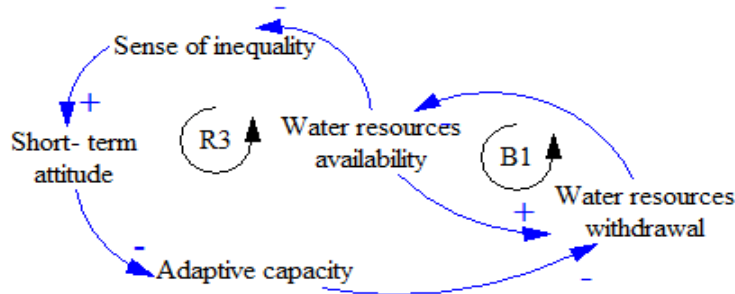 -
Sense of inequality
+
Short- term
attitude
R3
Water resources
availability
-
B1
+
Water resources
withdrawal
-
Adaptive capacity
-